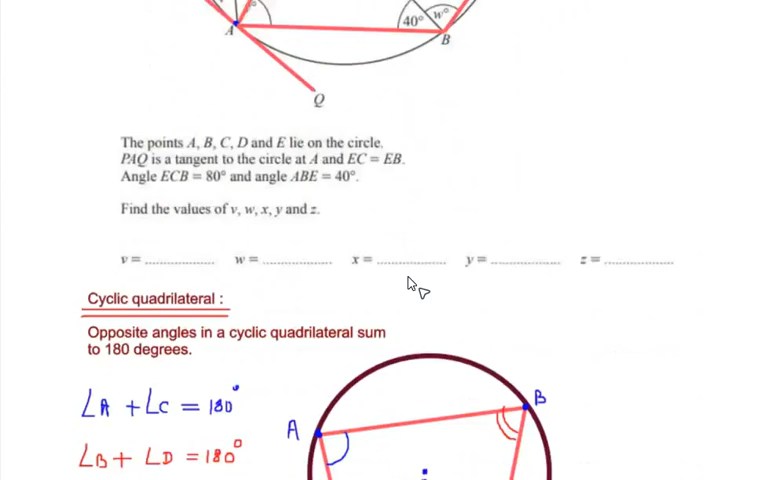 A
40°
w°
B
Q
The points A, B, C, D and E lie on the circle.
PAQ is a tangent to the circle at A and EC = EB.
Angle ECB = 80° and angle ABE = 40°.
Find the values of v, w, x, y and z.
v = .................... w = .................... x = .................... y = .................... z = ....................
Cyclic quadrilateral :
Opposite angles in a cyclic quadrilateral sum
to 180 degrees.
∠A + ∠C = 180°
A
B
∠B + ∠D = 180°